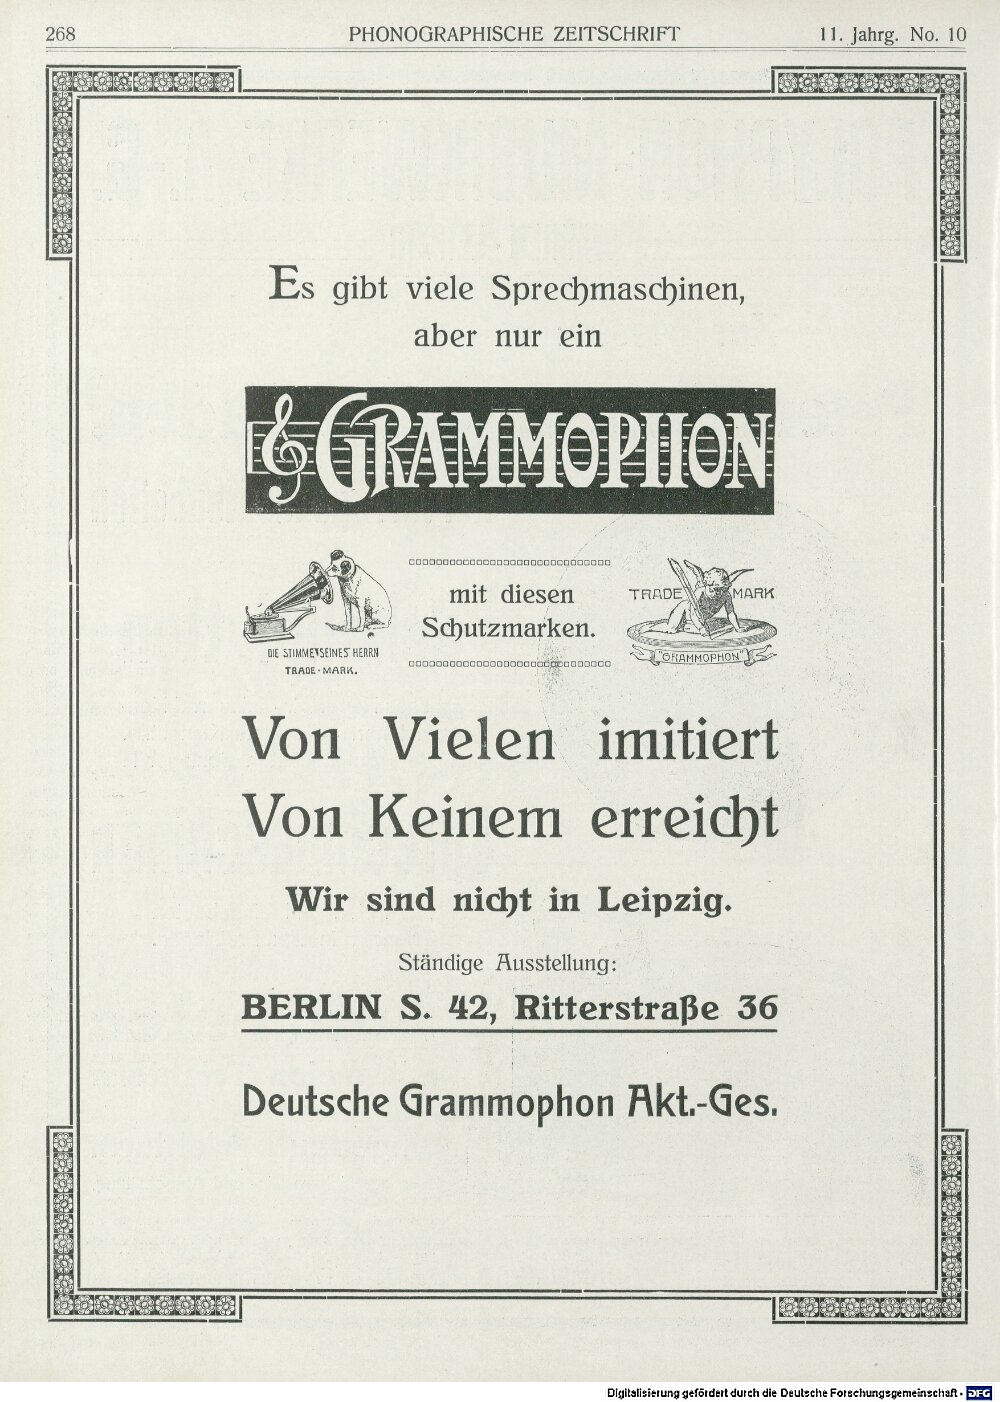 268
PHONOGRAPHISCHE ZEITSCHRIFT
11. Jahrg. No. 10
Es gibt viele Sprechmaschinen,
aber nur ein
GRAMMOPHON
DIE STIMME SEINES HERRN
TRADE-MARK.
mit diesen
Schutzmarken.
TRADE MARK
"GRAMMOPHON"
Von Vielen imitiert
Von Keinem erreicht
Wir sind nicht in Leipzig.
Ständige Ausstellung:
BERLIN S. 42, Ritterstraße 36
Deutsche Grammophon Akt.-Ges.
Digitalisierung gefördert durch die Deutsche Forschungsgemeinschaft -
DFG